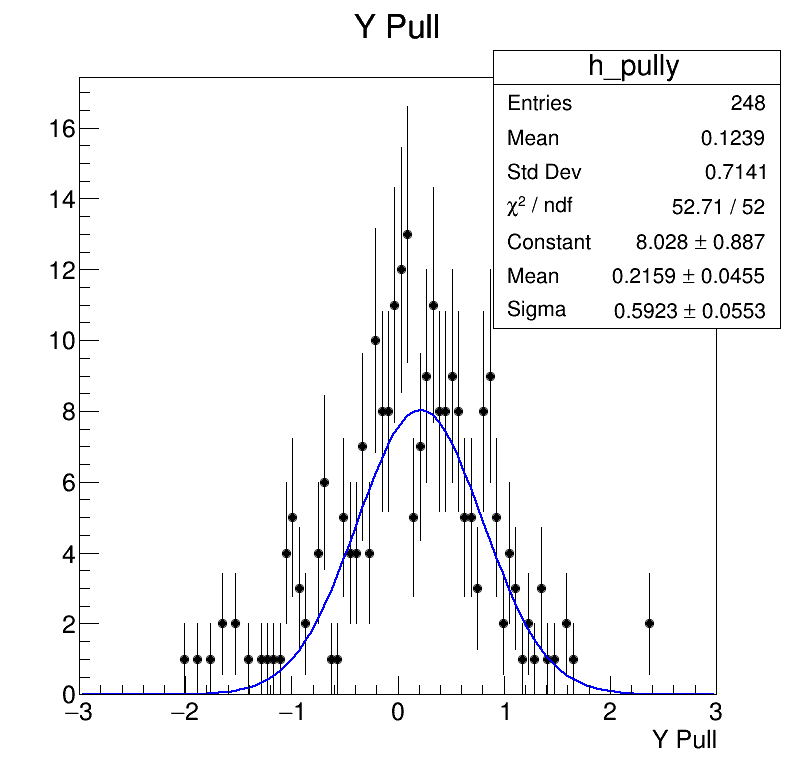 Y Pull
h_pully
Entries 248
Mean 0.1239
Std Dev 0.7141
χ² / ndf 52.71 / 52
Constant 8.028 ± 0.887
Mean 0.2159 ± 0.0455
Sigma 0.5923 ± 0.0553
16
14
12
10
8
6
4
2
0
−3 −2 −1 0 1 2 3
Y Pull